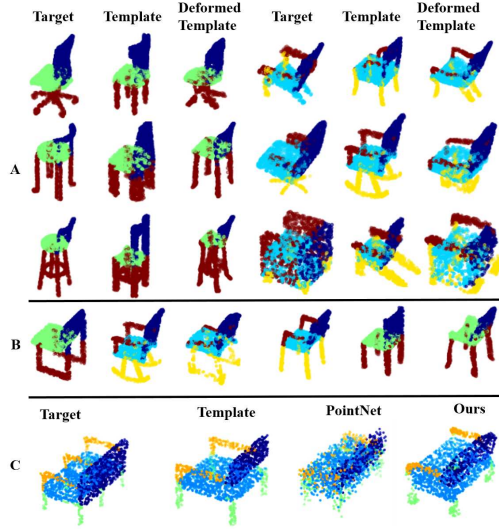 Target Template Deformed Template Target Template Deformed Template
A
B
Target Template PointNet Ours
C